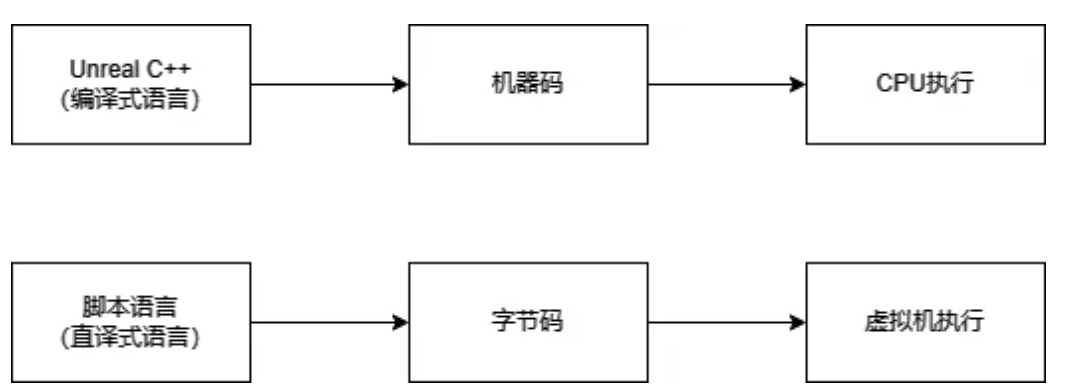 Unreal C++
(编译式语言)
机器码
CPU执行
脚本语言
(直译式语言)
字节码
虚拟机执行